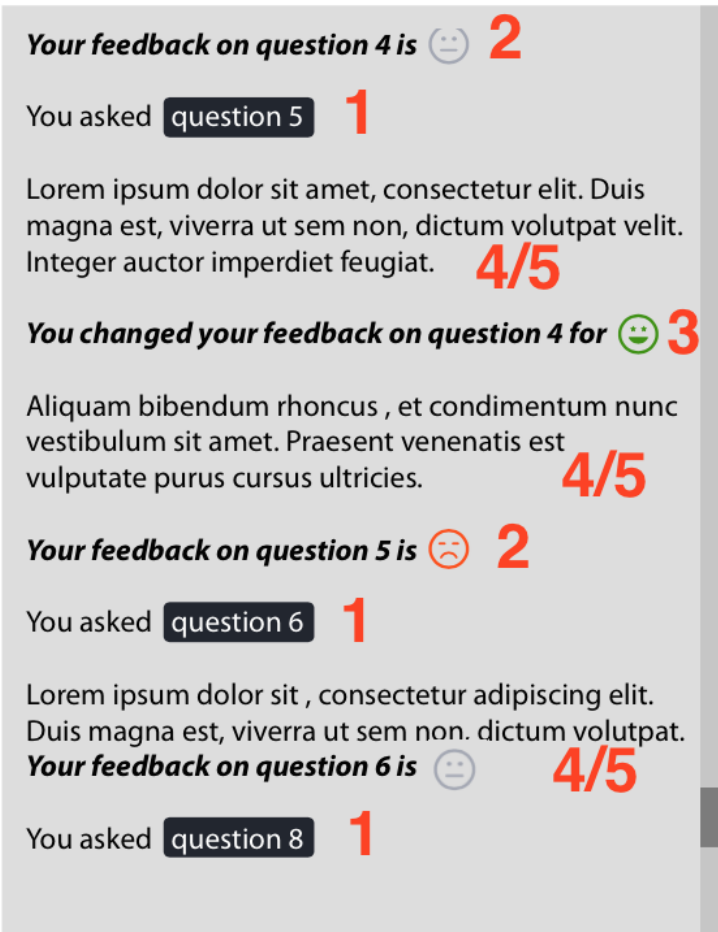 Your feedback on question 4 is 2
You asked question 5 1
Lorem ipsum dolor sit amet, consectetur elit. Duis
magna est, viverra ut sem non, dictum volutpat velit.
Integer auctor imperdiet feugiat. 4/5
You changed your feedback on question 4 for 3
Aliquam bibendum rhoncus , et condimentum nunc
vestibulum sit amet. Praesent venenatis est
vulputate purus cursus ultricies. 4/5
Your feedback on question 5 is 2
You asked question 6 1
Lorem ipsum dolor sit , consectetur adipiscing elit.
Duis magna est, viverra ut sem non, dictum volutpat.
Your feedback on question 6 is 4/5
You asked question 8 1